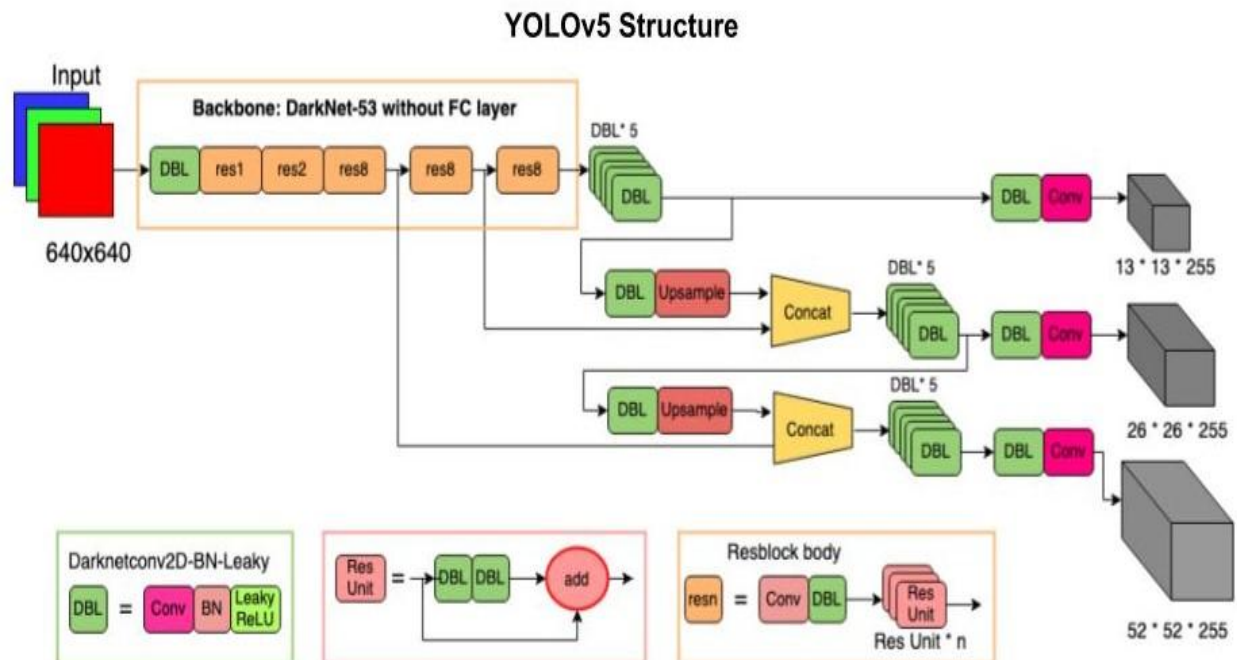 YOLOv5 Structure
Input
Backbone: DarkNet-53 without FC layer
DBL res1 res2 res8 res8 res8
DBL* 5
DBL
DBL Conv
640x640
13 * 13 * 255
DBL Upsample
Concat
DBL* 5
DBL
DBL Conv
26 * 26 * 255
DBL Upsample
Concat
DBL* 5
DBL
DBL Conv
52 * 52 * 255
Darknetconv2D-BN-Leaky
DBL = Conv BN Leaky
ReLU
Res
Unit
= DBL DBL add
Resblock body
resn = Conv DBL
Res
Unit
Res Unit * n